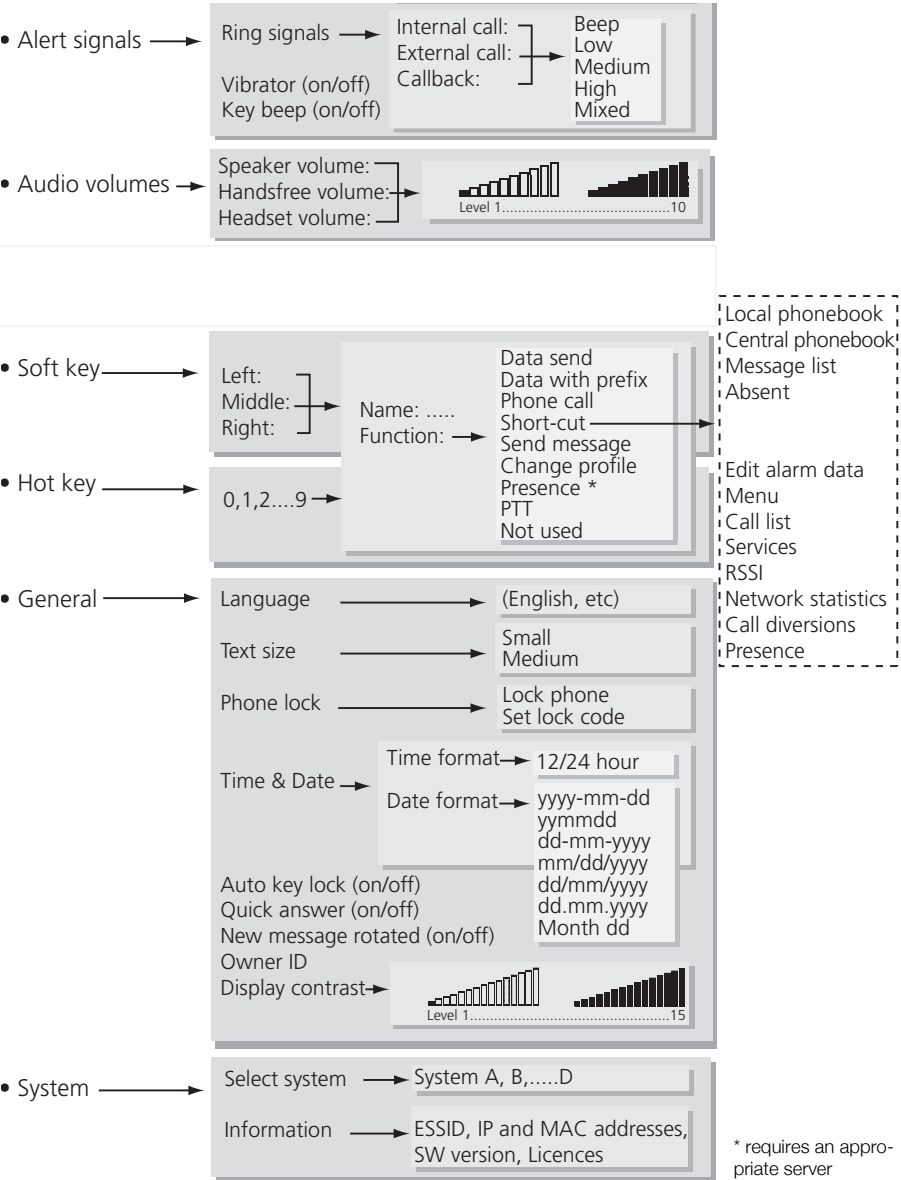 • Alert signals
Ring signals
Internal call:
External call:
Callback:
Beep
Low
Medium
High
Mixed
Vibrator (on/off)
Key beep (on/off)
• Audio volumes
Speaker volume:
Handsfree volume:
Headset volume:
Level 1..........................................10
• Soft key
Left:
Middle:
Right:
• Hot key
0,1,2....9
Name: .....
Function:
Data send
Data with prefix
Phone call
Short-cut
Send message
Change profile
Presence *
PTT
Not used
Local phonebook
Central phonebook
Message list
Absent
Edit alarm data
Menu
Call list
Services
RSSI
Network statistics
Call diversions
Presence
• General
Language
(English, etc)
Text size
Small
Medium
Phone lock
Lock phone
Set lock code
Time & Date
Time format
12/24 hour
Date format
yyyy-mm-dd
yymmdd
dd-mm-yyyy
mm/dd/yyyy
dd/mm/yyyy
dd.mm.yyyy
Month dd
Auto key lock (on/off)
Quick answer (on/off)
New message rotated (on/off)
Owner ID
Display contrast
Level 1..................................................15
• System
Select system
System A, B,.....D
Information
ESSID, IP and MAC addresses,
SW version, Licences
* requires an appro-
priate server